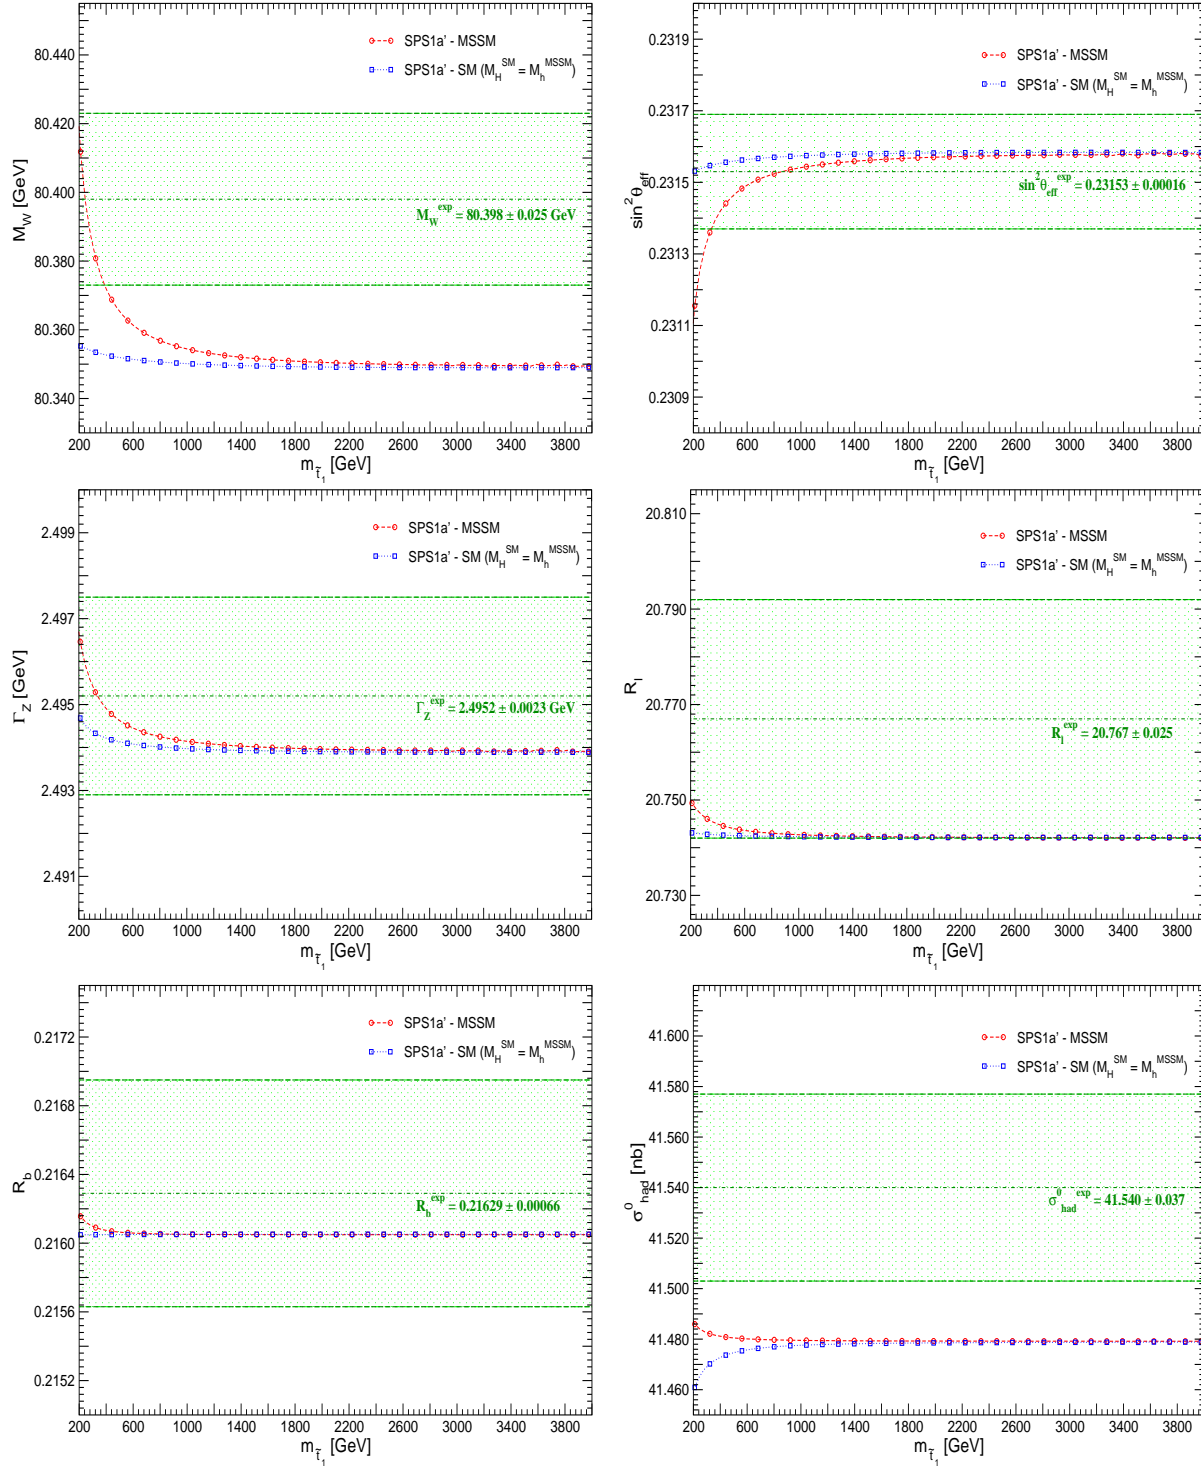 80.440
80.420
80.400
80.380
80.360
80.340
M_W [GeV]
SPS1a' - MSSM
SPS1a' - SM (M_H^SM = M_h^MSSM)
M_W^exp = 80.398 ± 0.025 GeV
200 600 1000 1400 1800 2200 2600 3000 3400 3800
m_t̃_1 [GeV]
0.2319
0.2317
0.2315
0.2313
0.2311
0.2309
sin²θ_eff
SPS1a' - MSSM
SPS1a' - SM (M_H^SM = M_h^MSSM)
sin²θ_eff^exp = 0.23153 ± 0.00016
200 600 1000 1400 1800 2200 2600 3000 3400 3800
m_t̃_1 [GeV]
2.499
2.497
2.495
2.493
2.491
Γ_Z [GeV]
SPS1a' - MSSM
SPS1a' - SM (M_H^SM = M_h^MSSM)
Γ_Z^exp = 2.4952 ± 0.0023 GeV
200 600 1000 1400 1800 2200 2600 3000 3400 3800
m_t̃_1 [GeV]
20.810
20.790
20.770
20.750
20.730
R_l
SPS1a' - MSSM
SPS1a' - SM (M_H^SM = M_h^MSSM)
R_l^exp = 20.767 ± 0.025
200 600 1000 1400 1800 2200 2600 3000 3400 3800
m_t̃_1 [GeV]
0.2172
0.2168
0.2164
0.2160
0.2156
0.2152
R_b
SPS1a' - MSSM
SPS1a' - SM (M_H^SM = M_h^MSSM)
R_b^exp = 0.21629 ± 0.00066
200 600 1000 1400 1800 2200 2600 3000 3400 3800
m_t̃_1 [GeV]
41.600
41.580
41.560
41.540
41.520
41.500
41.480
41.460
σ^0_had [nb]
SPS1a' - MSSM
SPS1a' - SM (M_H^SM = M_h^MSSM)
σ^0_had^exp = 41.540 ± 0.037
200 600 1000 1400 1800 2200 2600 3000 3400 3800
m_t̃_1 [GeV]